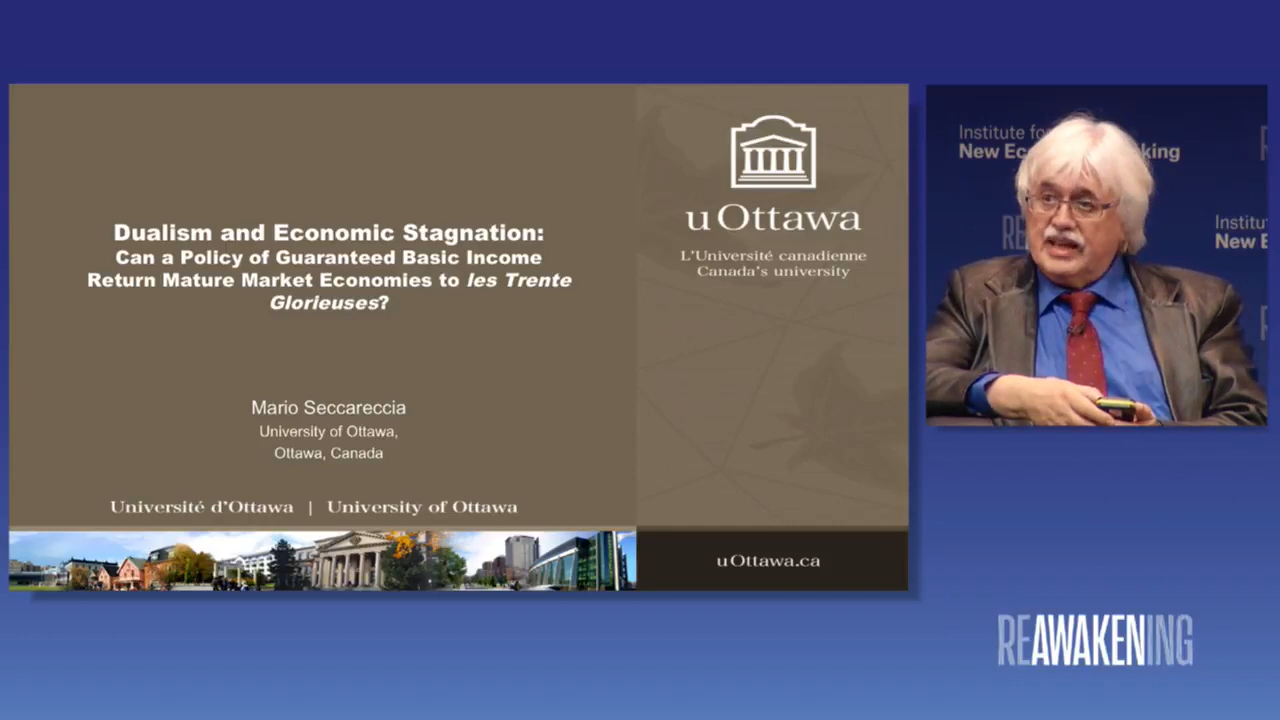 Dualism and Economic Stagnation:
Can a Policy of Guaranteed Basic Income
Return Mature Market Economies to les Trente
Glorieuses?
Mario Seccareccia
University of Ottawa,
Ottawa, Canada
Université d'Ottawa | University of Ottawa
uOttawa
L'Université canadienne
Canada's university
uOttawa.ca
Institute for
New Ec king
RE
Institu
New E
REAWAKENING